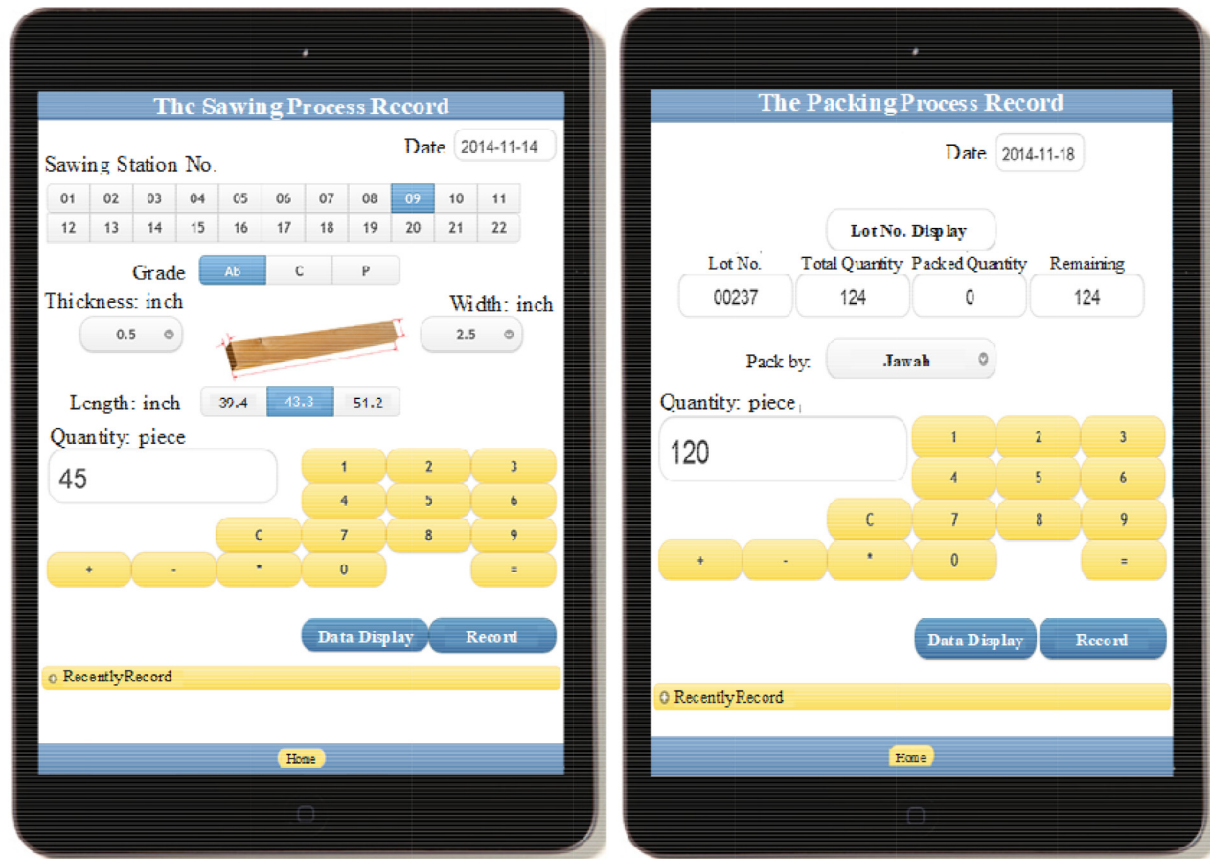 The Sawing Process Record
Date 2014-11-14
Sawing Station No.
01 02 03 04 05 06 07 08 09 10 11
12 13 14 15 16 17 18 19 20 21 22
Grade Ab C P
Thickness: inch Width: inch
0.5 2.5
Length: inch 39.4 43.3 51.2
Quantity: piece
45
1 2 3
4 5 6
C 7 8 9
+ - * 0 =
Data Display Record
Recently Record
Home
The Packing Process Record
Date 2014-11-18
Lot No. Display
Lot No. Total Quantity Packed Quantity Remaining
00237 124 0 124
Pack by: Jawah
Quantity: piece
120
1 2 3
4 5 6
C 7 8 9
+ - * 0 =
Data Display Record
Recently Record
Home